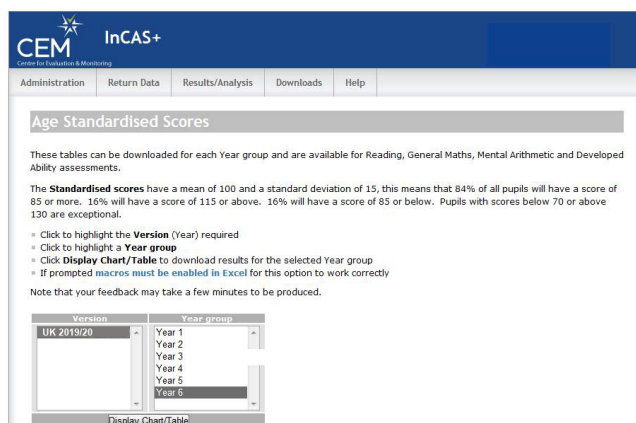 CEM
Centre for Evaluation & Monitoring
InCAS+
Administration Return Data Results/Analysis Downloads Help
Age Standardised Scores
These tables can be downloaded for each Year group and are available for Reading, General Maths, Mental Arithmetic and Developed
Ability assessments.
The Standardised scores have a mean of 100 and a standard deviation of 15, this means that 84% of all pupils will have a score of
85 or more. 16% will have a score of 115 or above. 16% will have a score of 85 or below. Pupils with scores below 70 or above
130 are exceptional.
Click to highlight the Version (Year) required
Click to highlight a Year group
Click Display Chart/Table to download results for the selected Year group
If prompted macros must be enabled in Excel for this option to work correctly
Note that your feedback may take a few minutes to be produced.
Version Year group
UK 2019/20 Year 1
Year 2
Year 3
Year 4
Year 5
Year 6
Display Chart/Table